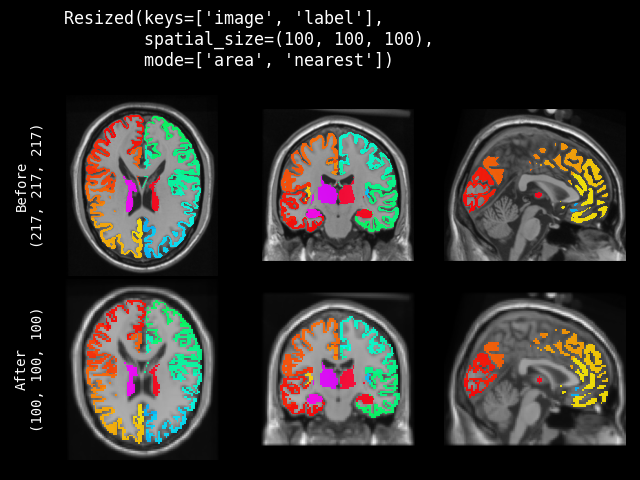 Resized(keys=['image', 'label'],
        spatial_size=(100, 100, 100),
        mode=['area', 'nearest'])
Before
(217, 217, 217)
After
(100, 100, 100)